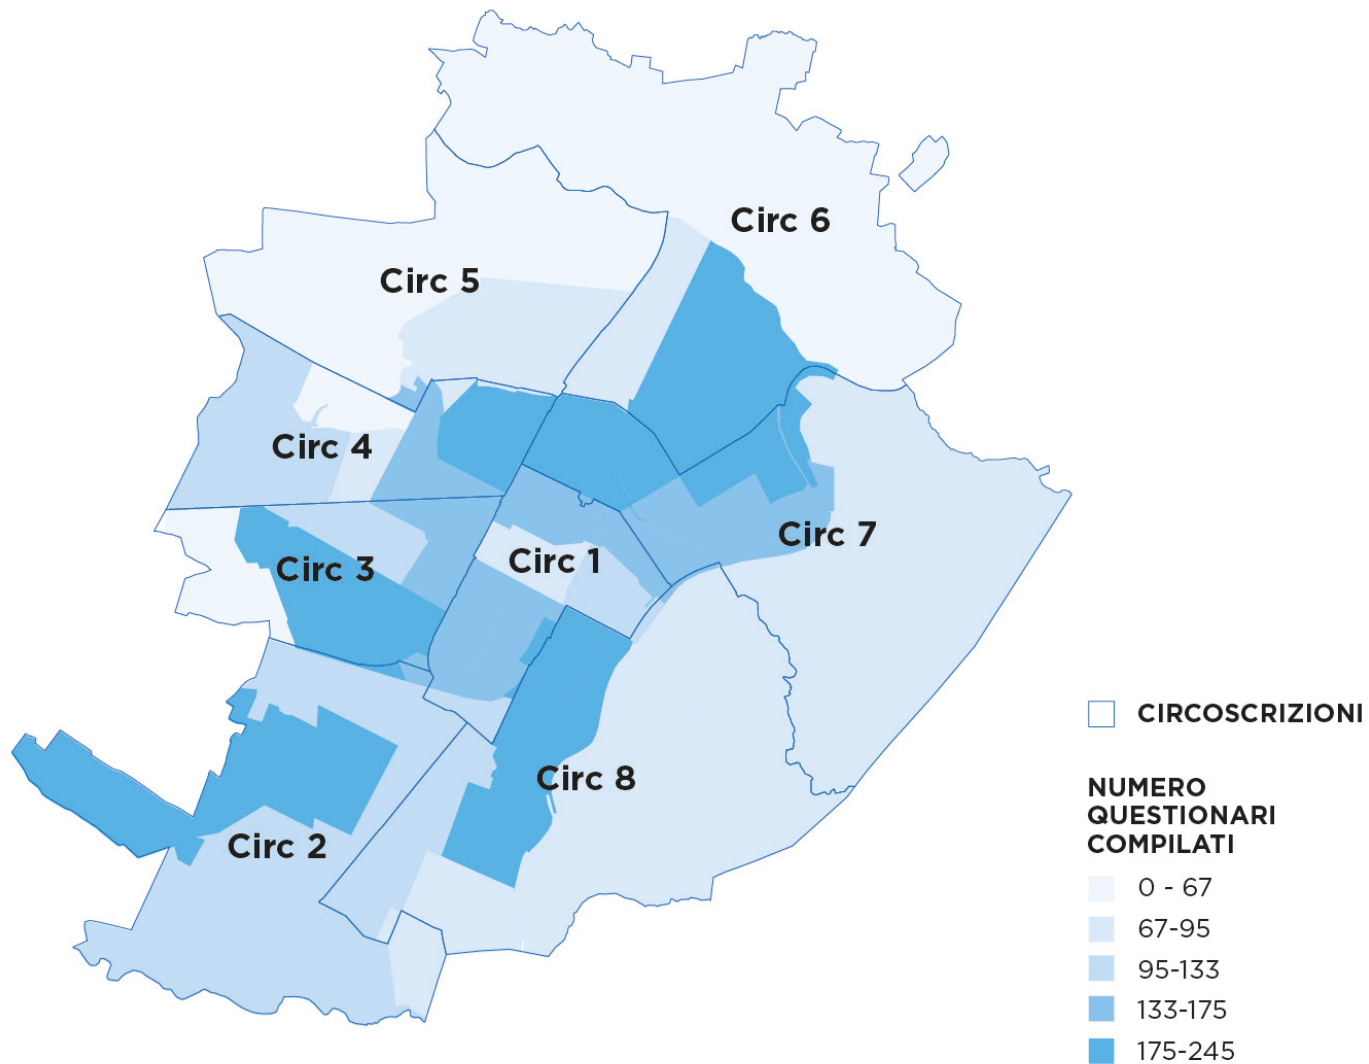 Circ 6
Circ 5
Circ 4
Circ 7
Circ 1
Circ 3
Circ 8
Circ 2
CIRCOSCRIZIONI
NUMERO
QUESTIONARI
COMPILATI
0 - 67
67-95
95-133
133-175
175-245